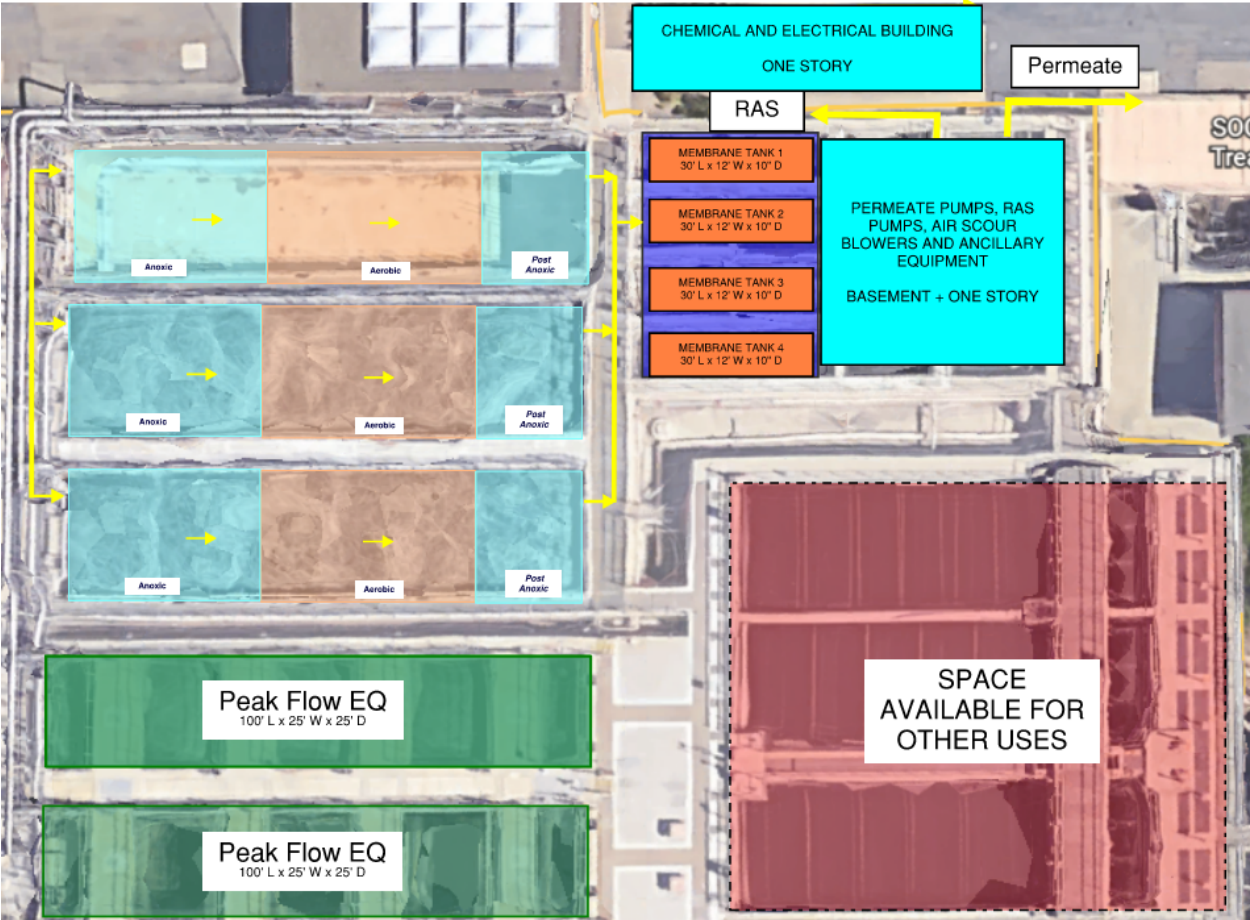 CHEMICAL AND ELECTRICAL BUILDING
ONE STORY
Permeate
RAS
SOC
Trea
MEMBRANE TANK 1
30' L x 12' W x 10" D
MEMBRANE TANK 2
30' L x 12' W x 10" D
MEMBRANE TANK 3
30' L x 12' W x 10" D
MEMBRANE TANK 4
30' L x 12' W x 10" D
PERMEATE PUMPS, RAS
PUMPS, AIR SCOUR
BLOWERS AND ANCILLARY
EQUIPMENT
BASEMENT + ONE STORY
Anoxic
Aerobic
Post
Anoxic
Anoxic
Aerobic
Post
Anoxic
Anoxic
Aerobic
Post
Anoxic
Peak Flow EQ
100' L x 25' W x 25' D
Peak Flow EQ
100' L x 25' W x 25' D
SPACE
AVAILABLE FOR
OTHER USES